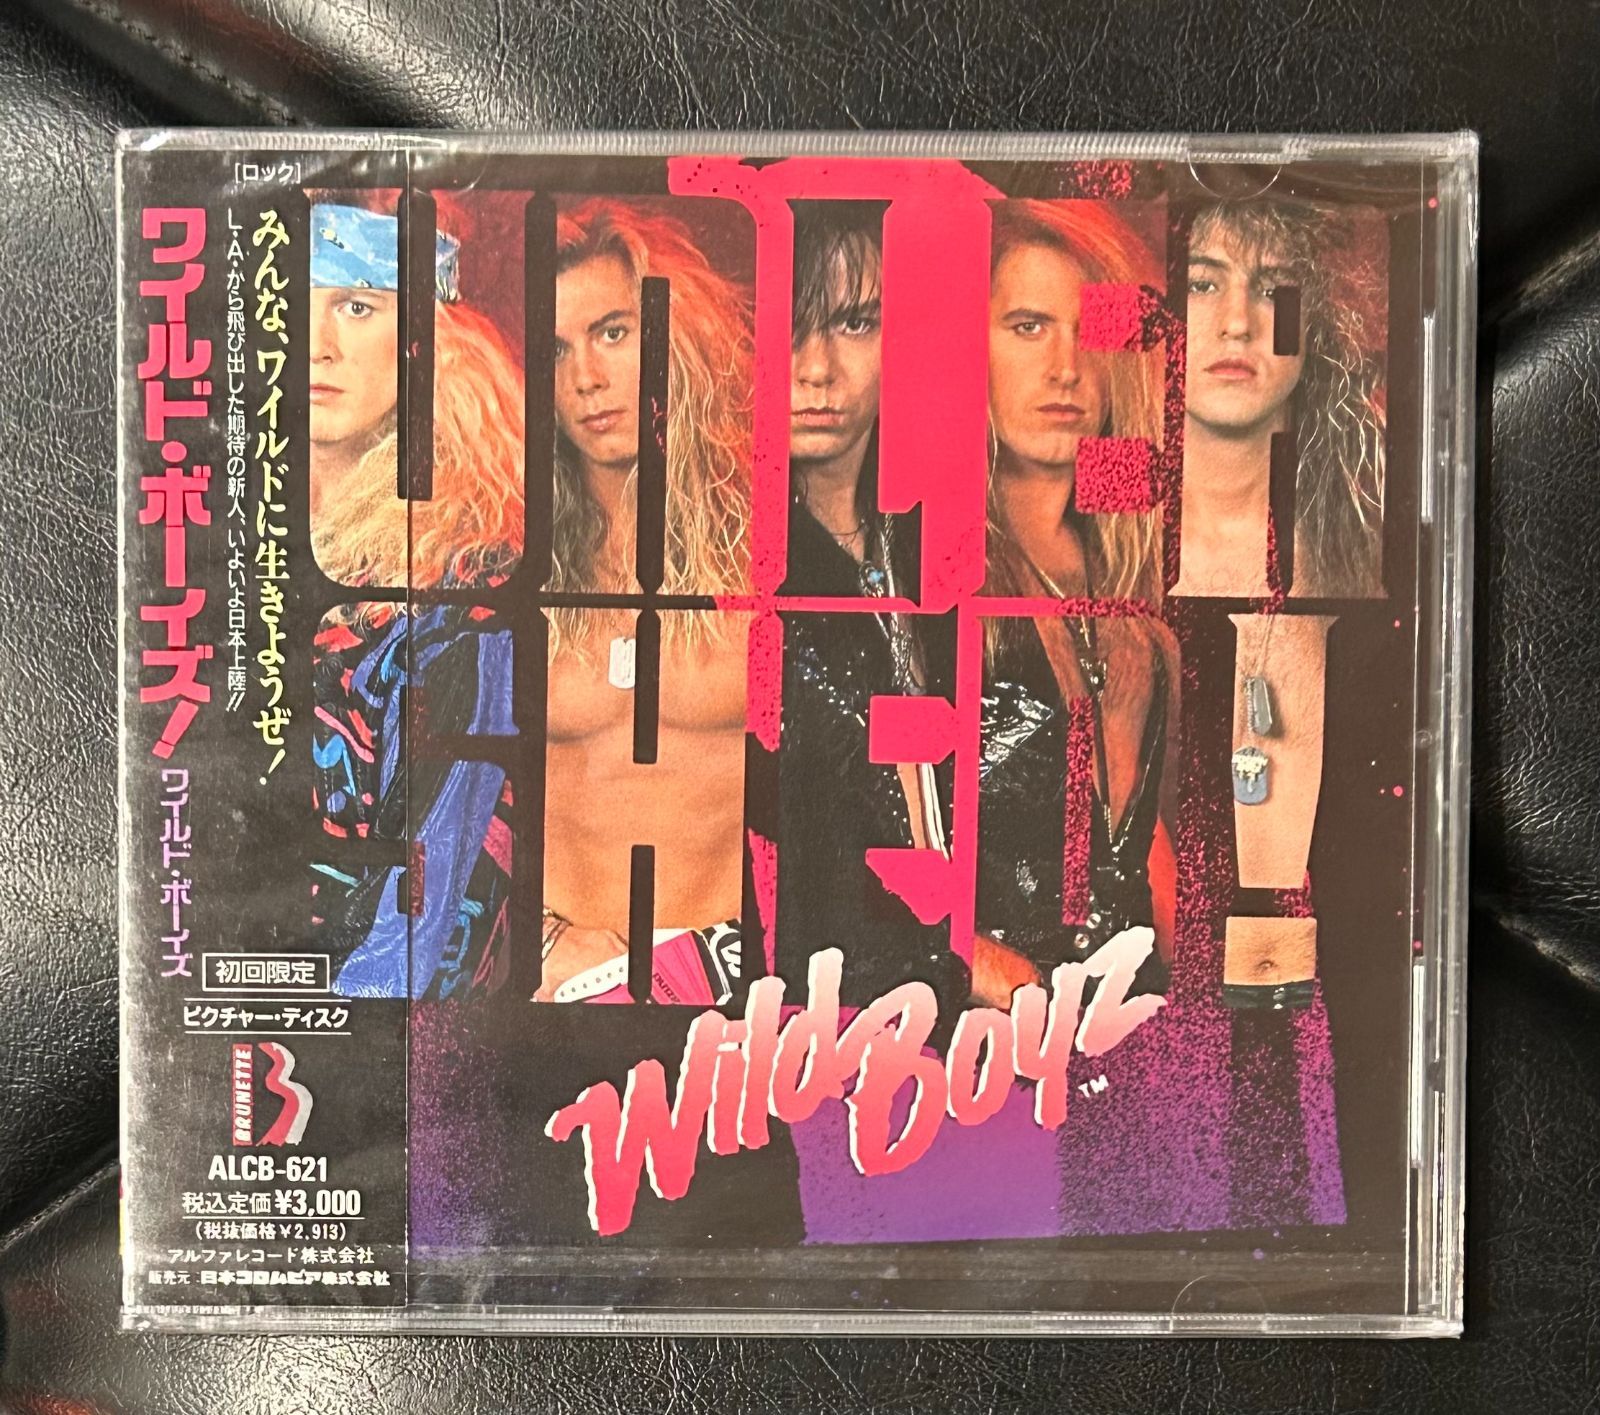 [ロック]
ワイルド・ボーイズ!
ワイルド・ボーイズ
みんな、ワイルドに生きようぜ!
L.A.から飛び出した期待の新人、いよいよ日本上陸!!
初回限定
ピクチャー・ディスク
BRUNETTE
B
ALCB-621
税込定価¥3,000
(税抜価格¥2,913)
アルファレコード株式会社
販売元:日本コロムビア株式会社
UNLEA
SHED!
Wild Boyz™